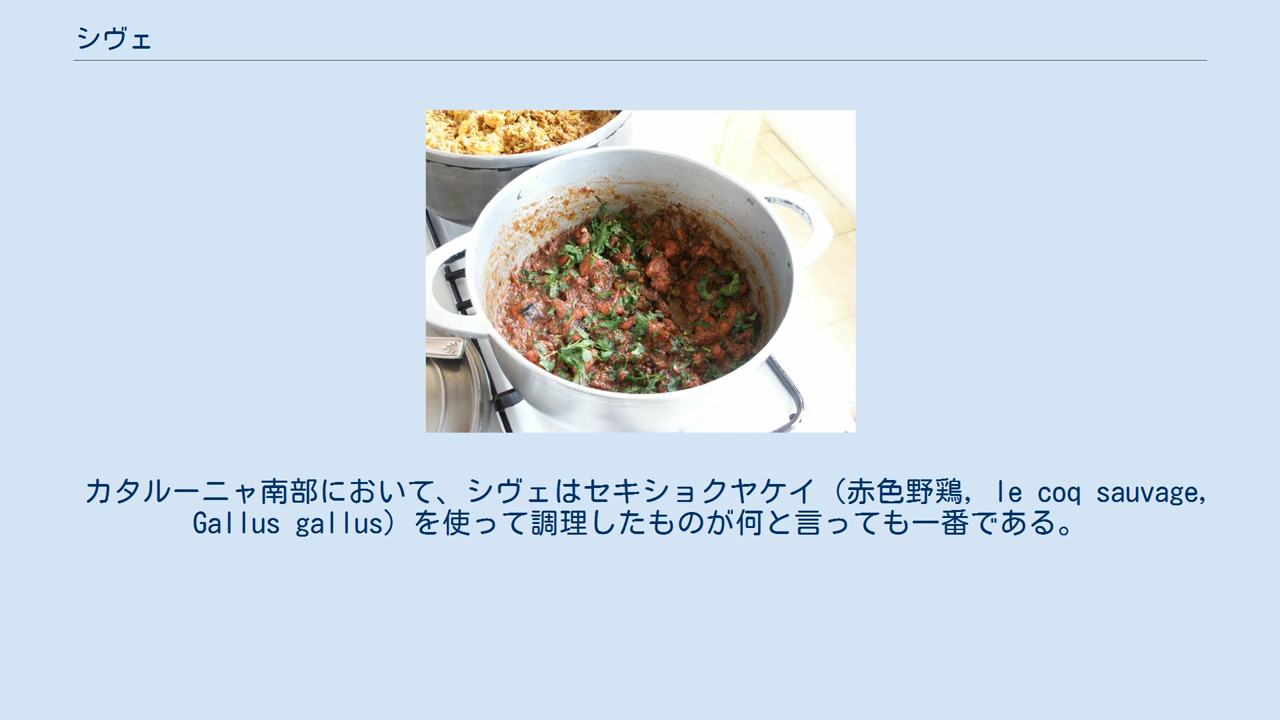 シヴェ
カタルーニャ南部において、シヴェはセキショクヤケイ（赤色野鶏, le coq sauvage,
Gallus gallus）を使って調理したものが何と言っても一番である。